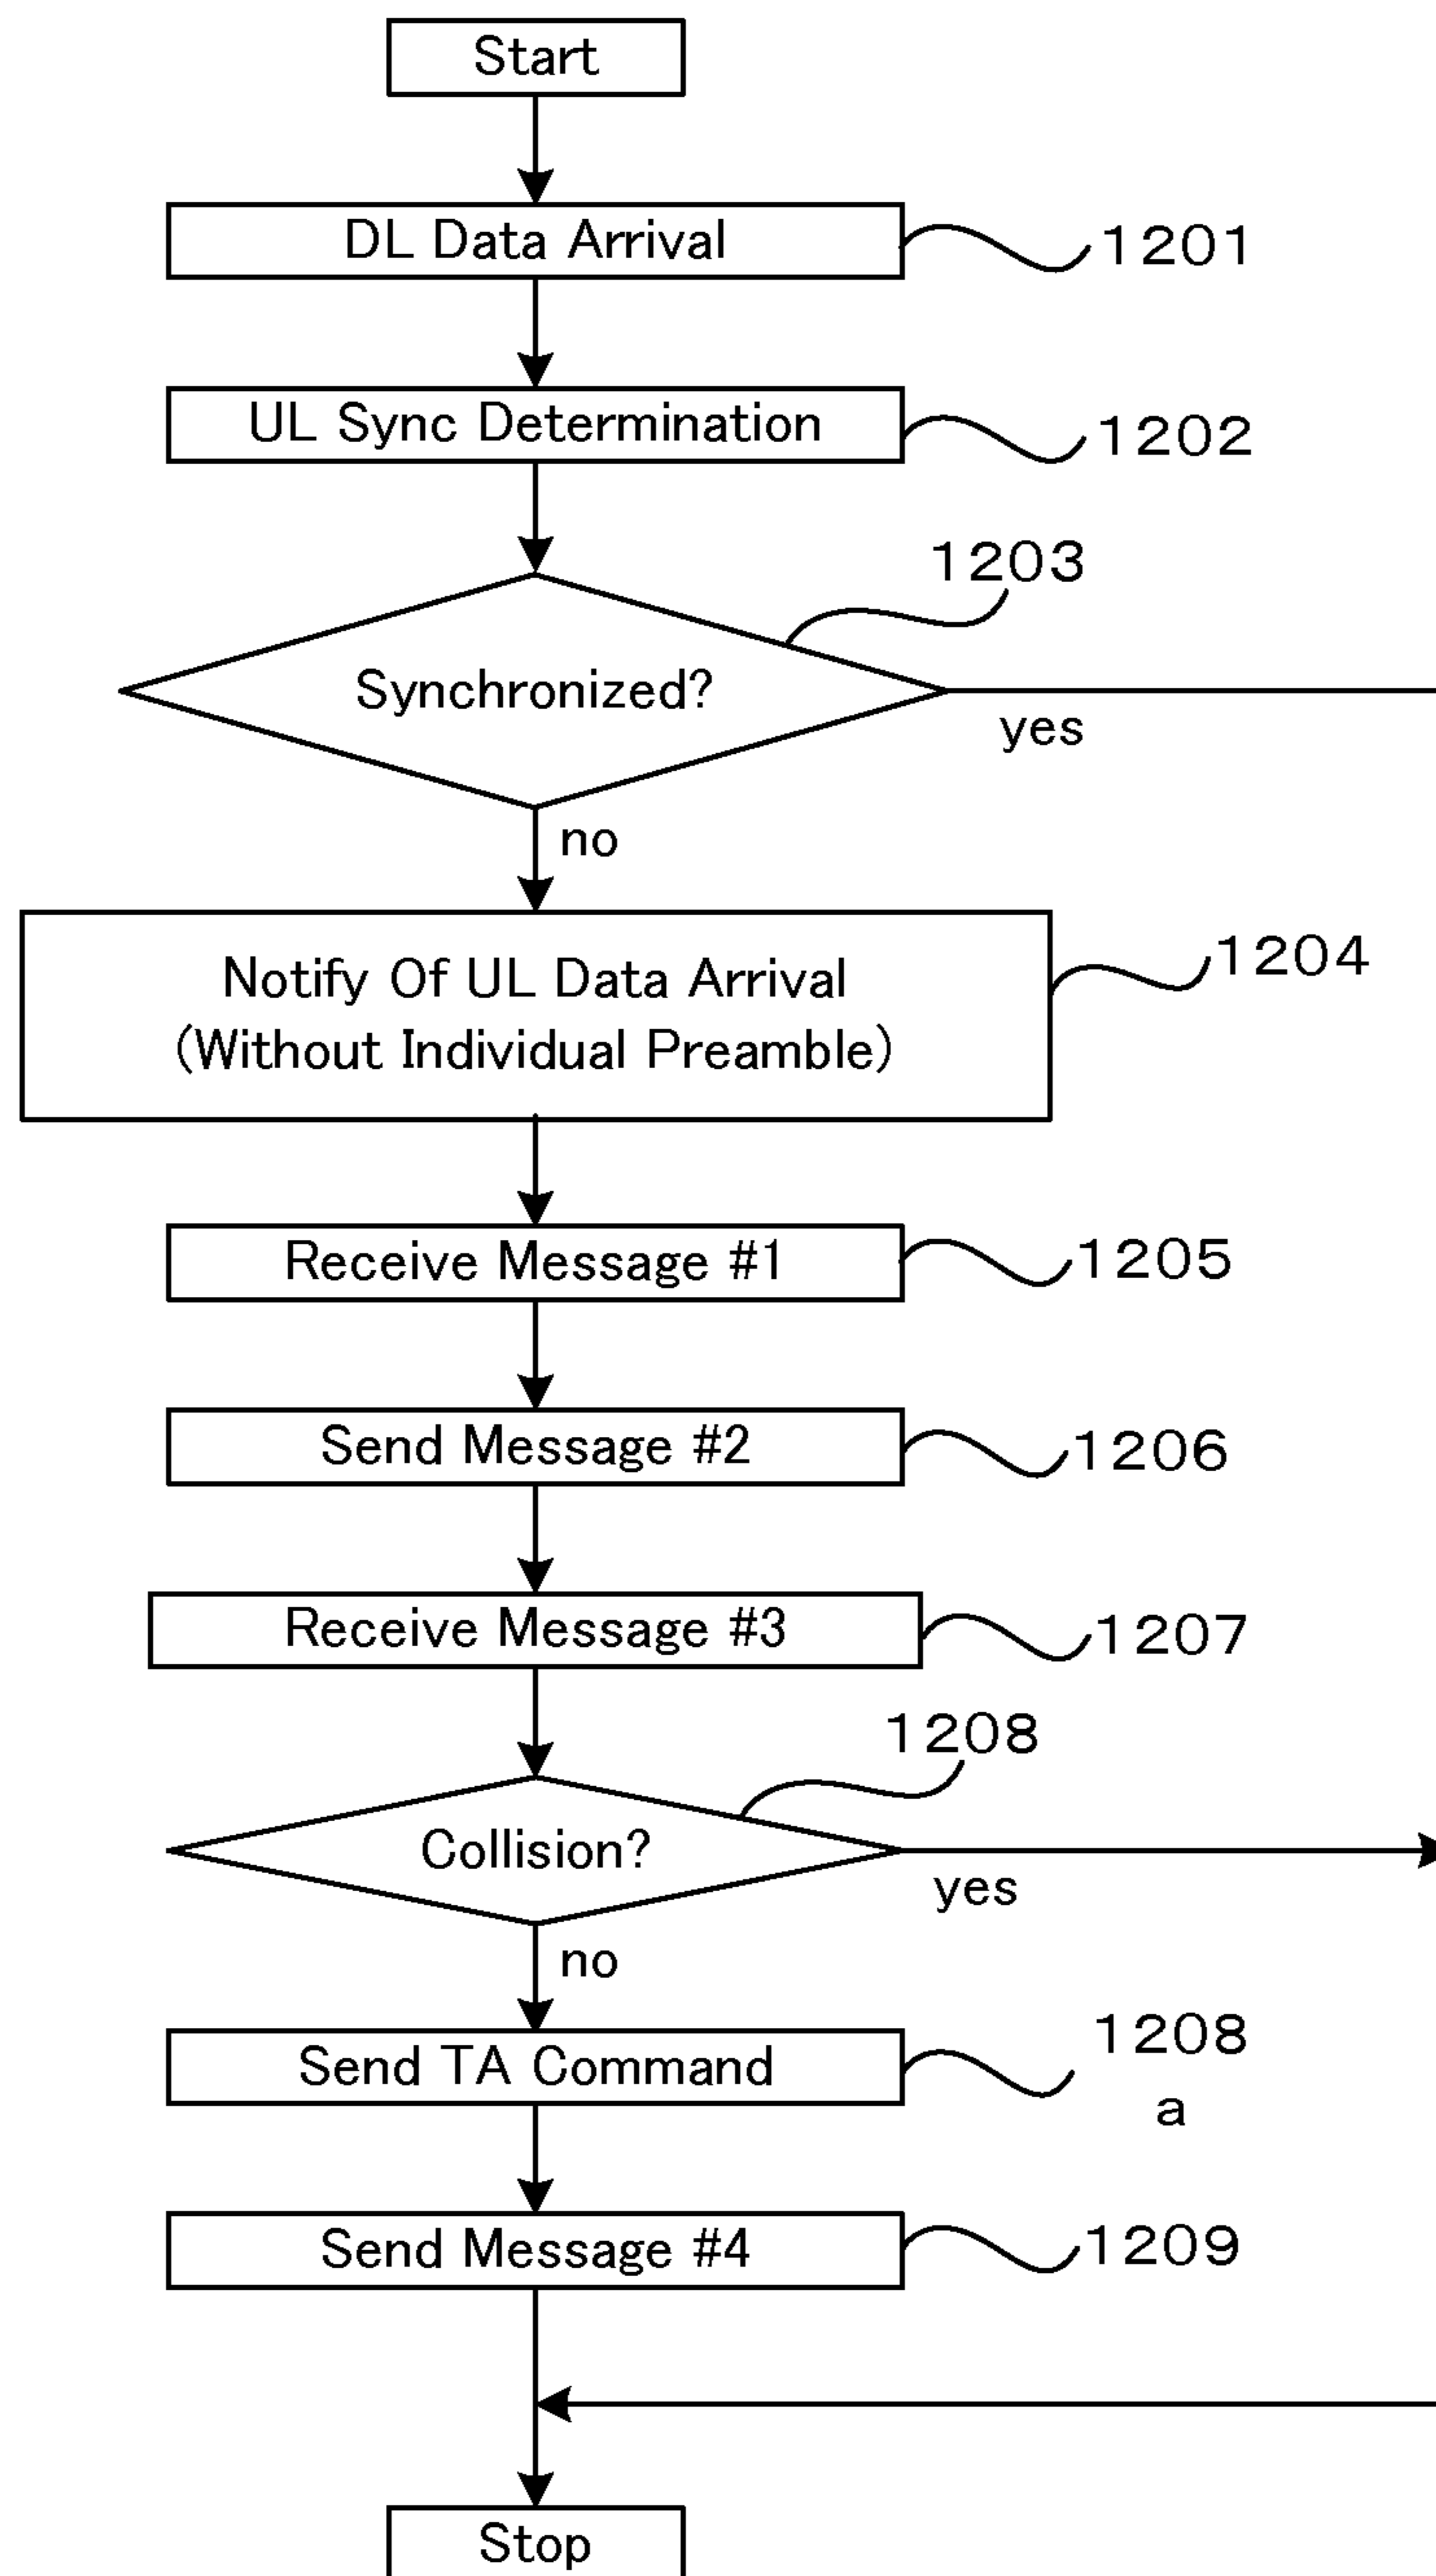 Start
DL Data Arrival
1201
UL Sync Determination
1202
1203
Synchronized?
yes
no
Notify Of UL Data Arrival
(Without Individual Preamble)
1204
Receive Message #1
1205
Send Message #2
1206
Receive Message #3
1207
1208
Collision?
yes
no
Send TA Command
1208
a
Send Message #4
1209
Stop